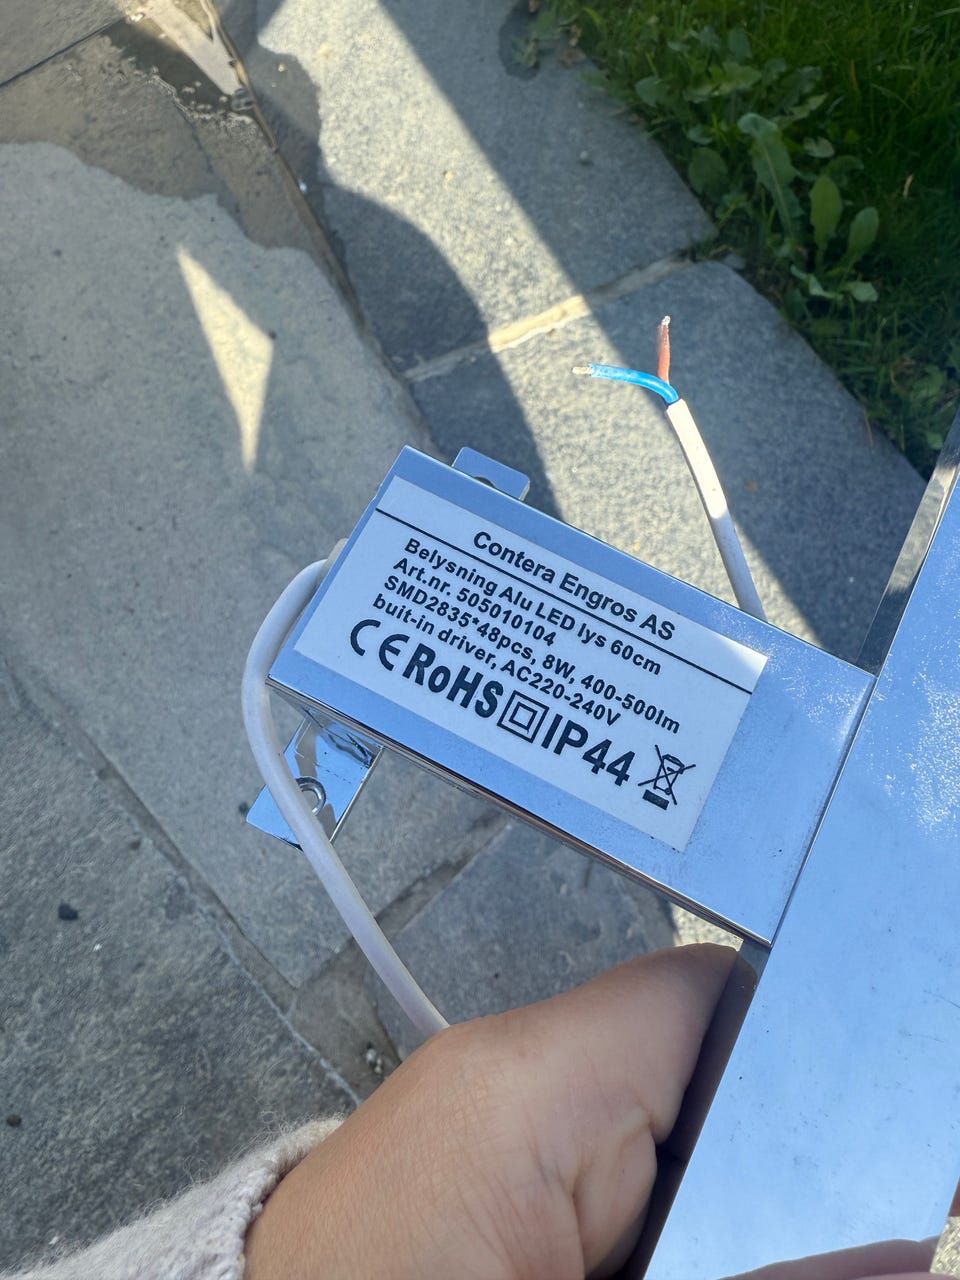 Contera Engros AS
Belysning Alu LED lys 60cm
Art.nr. 505010104
SMD2835*48pcs, 8W, 400-500lm
buit-in driver, AC220-240V
CE RoHS IP44